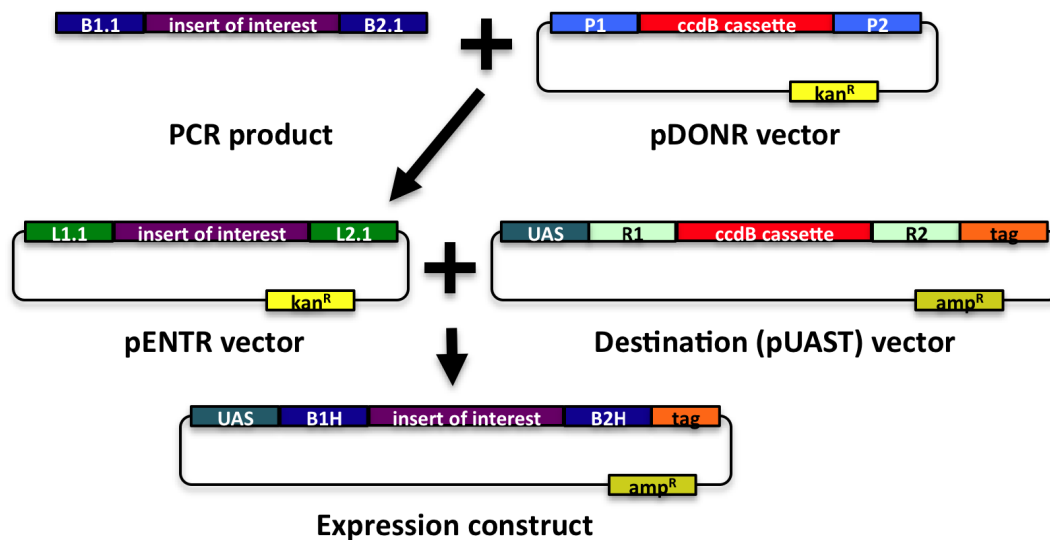 B1.1 insert of interest B2.1
P1 ccdB cassette P2
kanᴿ
PCR product
pDONR vector
L1.1 insert of interest L2.1
UAS R1 ccdB cassette R2 tag
kanᴿ
ampᴿ
pENTR vector
Destination (pUAST) vector
UAS B1H insert of interest B2H tag
ampᴿ
Expression construct